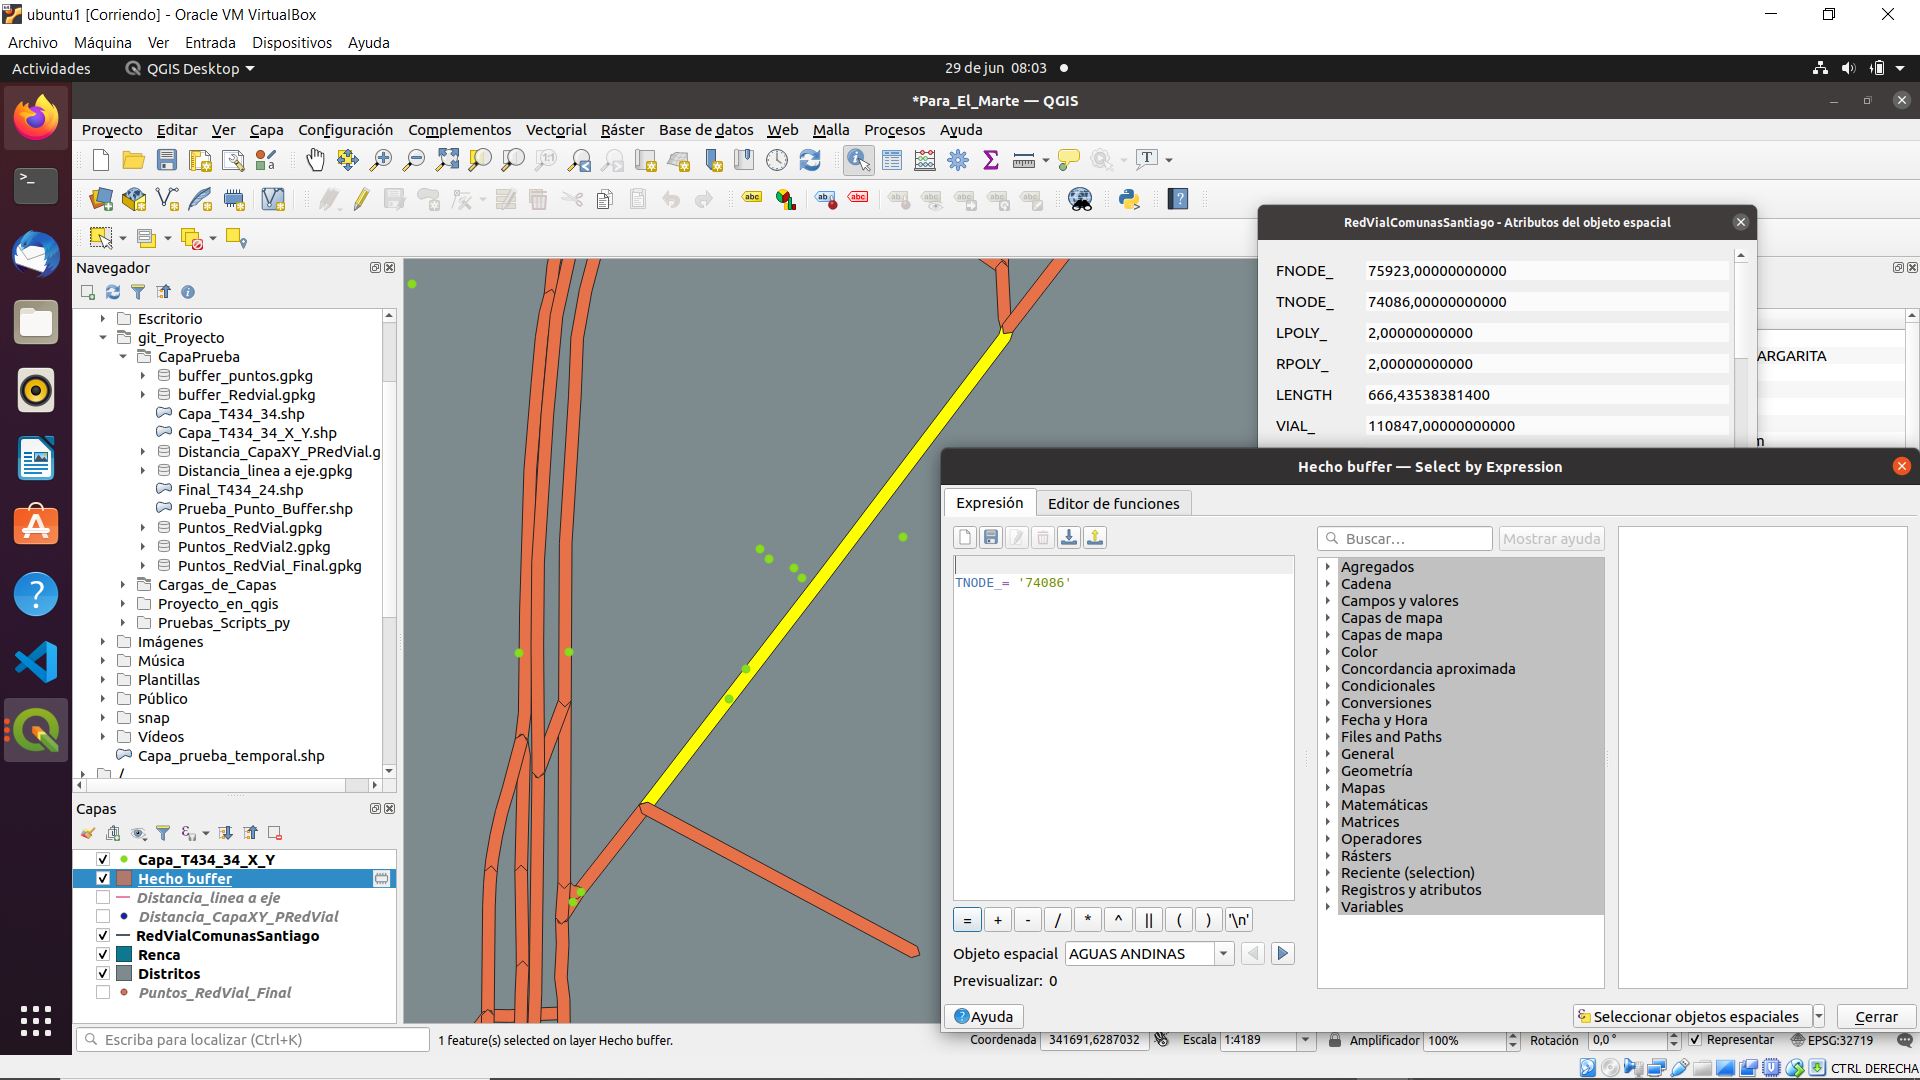 ubuntu1 [Corriendo] - Oracle VM VirtualBox
Archivo Máquina Ver Entrada Dispositivos Ayuda
Actividades QGIS Desktop 29 de jun 08:03
*Para_El_Marte — QGIS
Proyecto Editar Ver Capa Configuración Complementos Vectorial Ráster Base de datos Web Malla Procesos Ayuda
RedVialComunasSantiago - Atributos del objeto espacial
FNODE_ 75923,00000000000
TNODE_ 74086,00000000000
LPOLY_ 2,00000000000
RPOLY_ 2,00000000000
LENGTH 666,43538381400
VIAL_ 110847,00000000000
ARGARITA
Navegador
Escritorio
git_Proyecto
CapaPrueba
buffer_puntos.gpkg
buffer_Redvial.gpkg
Capa_T434_34.shp
Capa_T434_34_X_Y.shp
Distancia_CapaXY_PRedVial.g
Distancia_linea a eje.gpkg
Final_T434_24.shp
Prueba_Punto_Buffer.shp
Puntos_RedVial.gpkg
Puntos_RedVial2.gpkg
Puntos_RedVial_Final.gpkg
Cargas_de_Capas
Proyecto_en_qgis
Pruebas_Scripts_py
Imágenes
Música
Plantillas
Público
snap
Vídeos
Capa_prueba_temporal.shp
/
Capas
Capa_T434_34_X_Y
Hecho buffer
Distancia_linea a eje
Distancia_CapaXY_PRedVial
RedVialComunasSantiago
Renca
Distritos
Puntos_RedVial_Final
Hecho buffer — Select by Expression
Expresión Editor de funciones
TNODE_= '74086'
= + - / * ^ || ( ) '\n'
Objeto espacial AGUAS ANDINAS
Previsualizar: 0
Buscar... Mostrar ayuda
Agregados
Cadena
Campos y valores
Capas de mapa
Capas de mapa
Color
Concordancia aproximada
Condicionales
Conversiones
Fecha y Hora
Files and Paths
General
Geometría
Mapas
Matemáticas
Matrices
Operadores
Rásters
Reciente (selection)
Registros y atributos
Variables
Ayuda Seleccionar objetos espaciales Cerrar
Escriba para localizar (Ctrl+K) 1 feature(s) selected on layer Hecho buffer. Coordenada 341691,6287032 Escala 1:4189 Amplificador 100% Rotación 0,0 ° Representar EPSG:32719
CTRL DERECHA